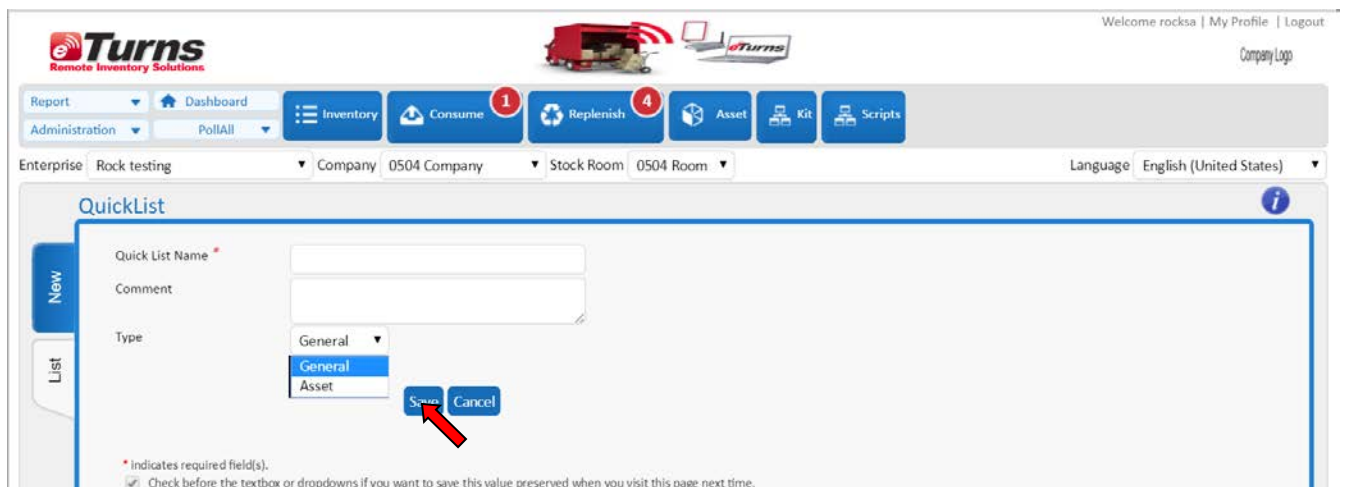 Welcome rocksa | My Profile | Logout
eTurns
Remote Inventory Solutions
eTurns
Company Logo
Report Dashboard
Administration PollAll
Inventory Consume 1 Replenish 4 Asset Kit Scripts
Enterprise Rock testing Company 0504 Company Stock Room 0504 Room Language English (United States)
QuickList
i
New
List
Quick List Name *
Comment
Type General
General
Asset
Save Cancel
* indicates required field(s).
Check before the textbox or dropdowns if you want to save this value preserved when you visit this page next time.